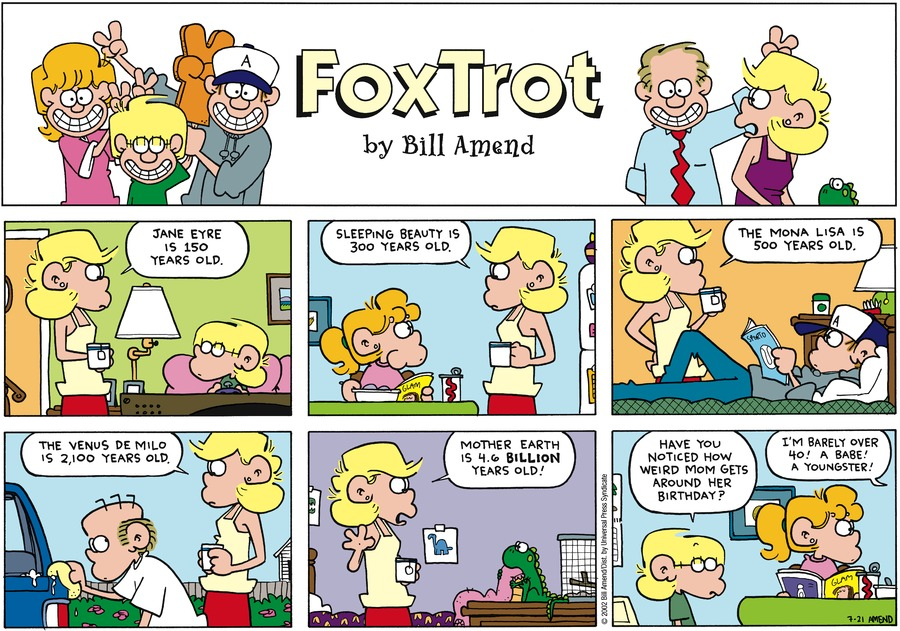 FoxTrot
by Bill Amend
A
JANE EYRE
IS 150
YEARS OLD.
SLEEPING BEAUTY IS
300 YEARS OLD.
GLAM
THE MONA LISA IS
500 YEARS OLD.
A
THE VENUS DE MILO
IS 2,100 YEARS OLD.
MOTHER EARTH
IS 4.6 BILLION
YEARS OLD!
© 2002 Bill Amend/Dist. by Universal Press Syndicate
HAVE YOU
NOTICED HOW
WEIRD MOM GETS
AROUND HER
BIRTHDAY?
I'M BARELY OVER
40! A BABE!
A YOUNGSTER!
GLAM
7-21 AMEND